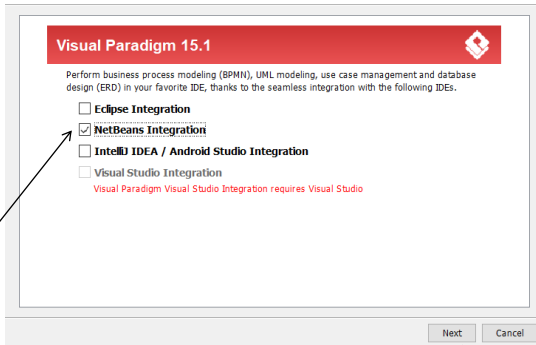 Visual Paradigm 15.1
Perform business process modeling (BPMN), UML modeling, use case management and database
design (ERD) in your favorite IDE, thanks to the seamless integration with the following IDEs.
Eclipse Integration
NetBeans Integration
IntelliJ IDEA / Android Studio Integration
Visual Studio Integration
Visual Paradigm Visual Studio Integration requires Visual Studio
Next Cancel